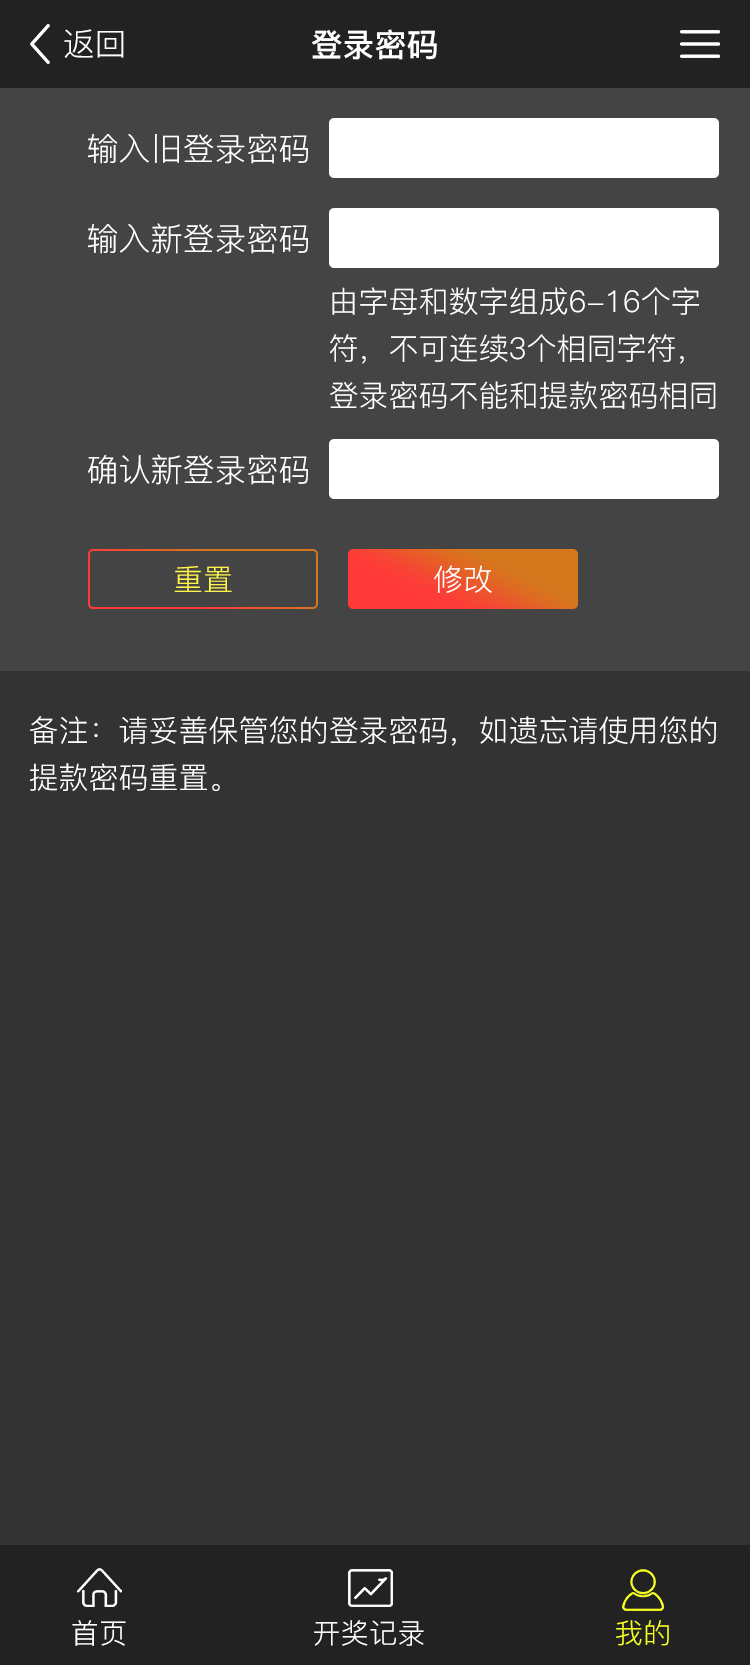 返回
登录密码
输入旧登录密码
输入新登录密码
由字母和数字组成6-16个字
符，不可连续3个相同字符，
登录密码不能和提款密码相同
确认新登录密码
重置
修改
备注：请妥善保管您的登录密码，如遗忘请使用您的
提款密码重置。
首页
开奖记录
我的